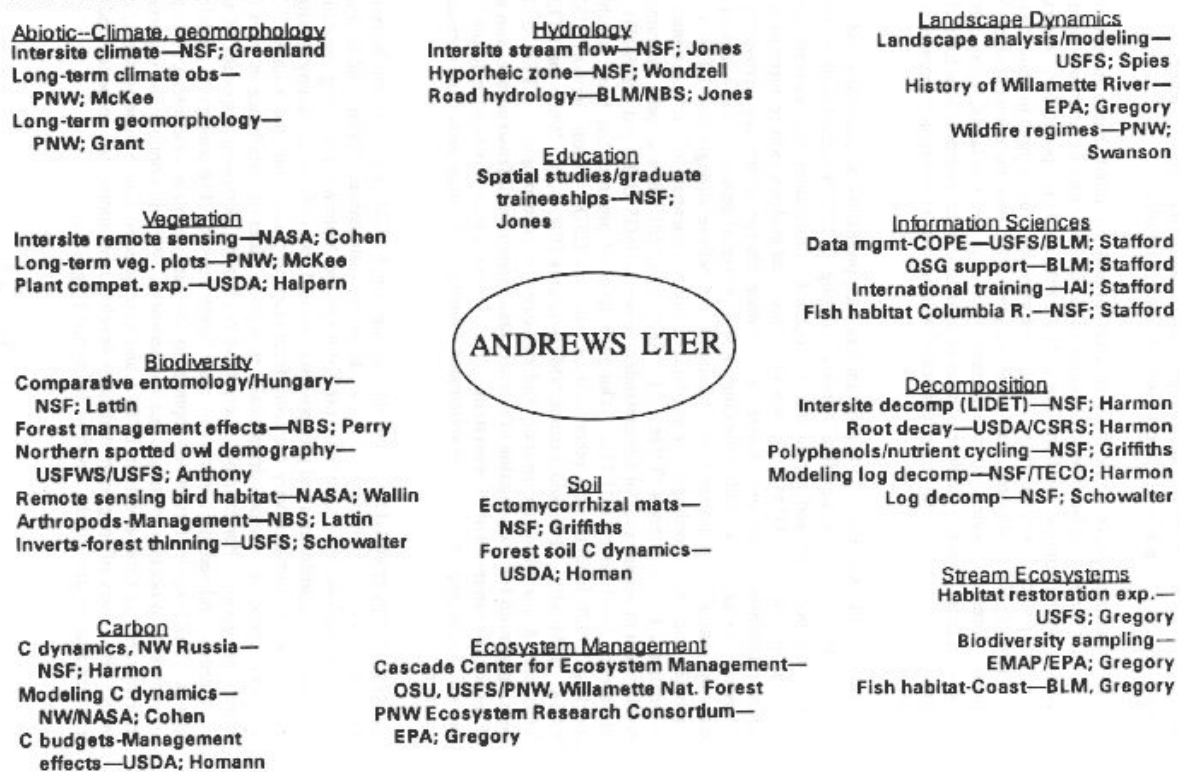 Abiotic--Climate, geomorphology
Intersite climate—NSF; Greenland
Long-term climate obs—
PNW; McKee
Long-term geomorphology—
PNW; Grant
Hydrology
Intersite stream flow—NSF; Jones
Hyporheic zone—NSF; Wondzell
Road hydrology—BLM/NBS; Jones
Landscape Dynamics
Landscape analysis/modeling—
USFS; Spies
History of Willamette River—
EPA; Gregory
Wildfire regimes—PNW;
Swanson
Education
Spatial studies/graduate
traineeships—NSF;
Jones
Vegetation
Intersite remote sensing—NASA; Cohen
Long-term veg. plots—PNW; McKee
Plant compet. exp.—USDA; Halpern
Information Sciences
Data mgmt-COPE—USFS/BLM; Stafford
QSG support—BLM; Stafford
International training—IAI; Stafford
Fish habitat Columbia R.—NSF; Stafford
ANDREWS LTER
Biodiversity
Comparative entomology/Hungary—
NSF; Lattin
Forest management effects—NBS; Perry
Northern spotted owl demography—
USFWS/USFS; Anthony
Remote sensing bird habitat—NASA; Wallin
Arthropods-Management—NBS; Lattin
Inverts-forest thinning—USFS; Schowalter
Decomposition
Intersite decomp (LIDET)—NSF; Harmon
Root decay—USDA/CSRS; Harmon
Polyphenols/nutrient cycling—NSF; Griffiths
Modeling log decomp—NSF/TECO; Harmon
Log decomp—NSF; Schowalter
Soil
Ectomycorrhizal mats—
NSF; Griffiths
Forest soil C dynamics—
USDA; Homan
Stream Ecosystems
Habitat restoration exp.—
USFS; Gregory
Biodiversity sampling—
EMAP/EPA; Gregory
Fish habitat-Coast—BLM, Gregory
Carbon
C dynamics, NW Russia—
NSF; Harmon
Modeling C dynamics—
NW/NASA; Cohen
C budgets-Management
effects—USDA; Homann
Ecosystem Management
Cascade Center for Ecosystem Management—
OSU, USFS/PNW, Willamette Nat. Forest
PNW Ecosystem Research Consortium—
EPA; Gregory